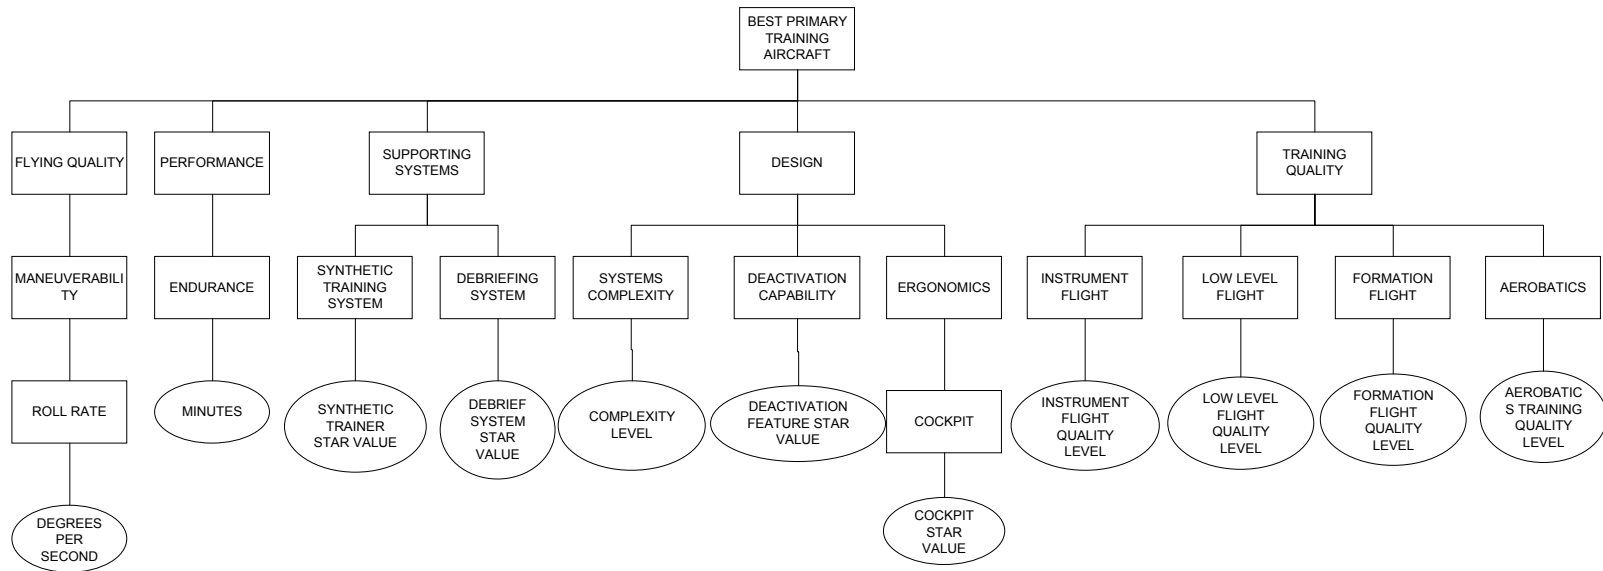 BEST PRIMARY
TRAINING
AIRCRAFT
FLYING QUALITY
PERFORMANCE
SUPPORTING
SYSTEMS
DESIGN
TRAINING
QUALITY
MANEUVERABILI
TY
ENDURANCE
SYNTHETIC
TRAINING
SYSTEM
DEBRIEFING
SYSTEM
SYSTEMS
COMPLEXITY
DEACTIVATION
CAPABILITY
ERGONOMICS
INSTRUMENT
FLIGHT
LOW LEVEL
FLIGHT
FORMATION
FLIGHT
AEROBATICS
ROLL RATE
MINUTES
SYNTHETIC
TRAINER
STAR VALUE
DEBRIEF
SYSTEM
STAR
VALUE
COMPLEXITY
LEVEL
DEACTIVATION
FEATURE STAR
VALUE
COCKPIT
INSTRUMENT
FLIGHT
QUALITY
LEVEL
LOW LEVEL
FLIGHT
QUALITY
LEVEL
FORMATION
FLIGHT
QUALITY
LEVEL
AEROBATIC
S TRAINING
QUALITY
LEVEL
DEGREES
PER
SECOND
COCKPIT
STAR
VALUE